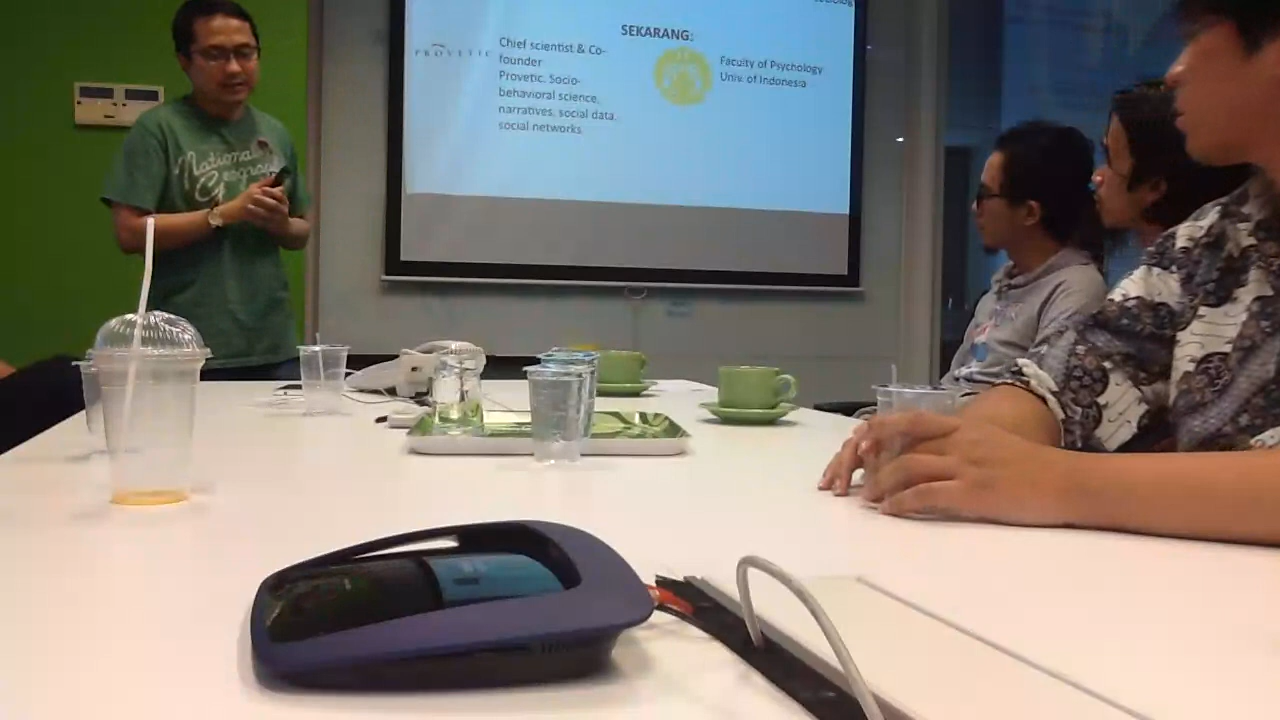 SEKARANG:
PROVETIC
Chief scientist & Co-
founder
Provetic. Socio-
behavioral science,
narratives, social data,
social networks.
Faculty of Psychology
Univ. of Indonesia
National
Geographic